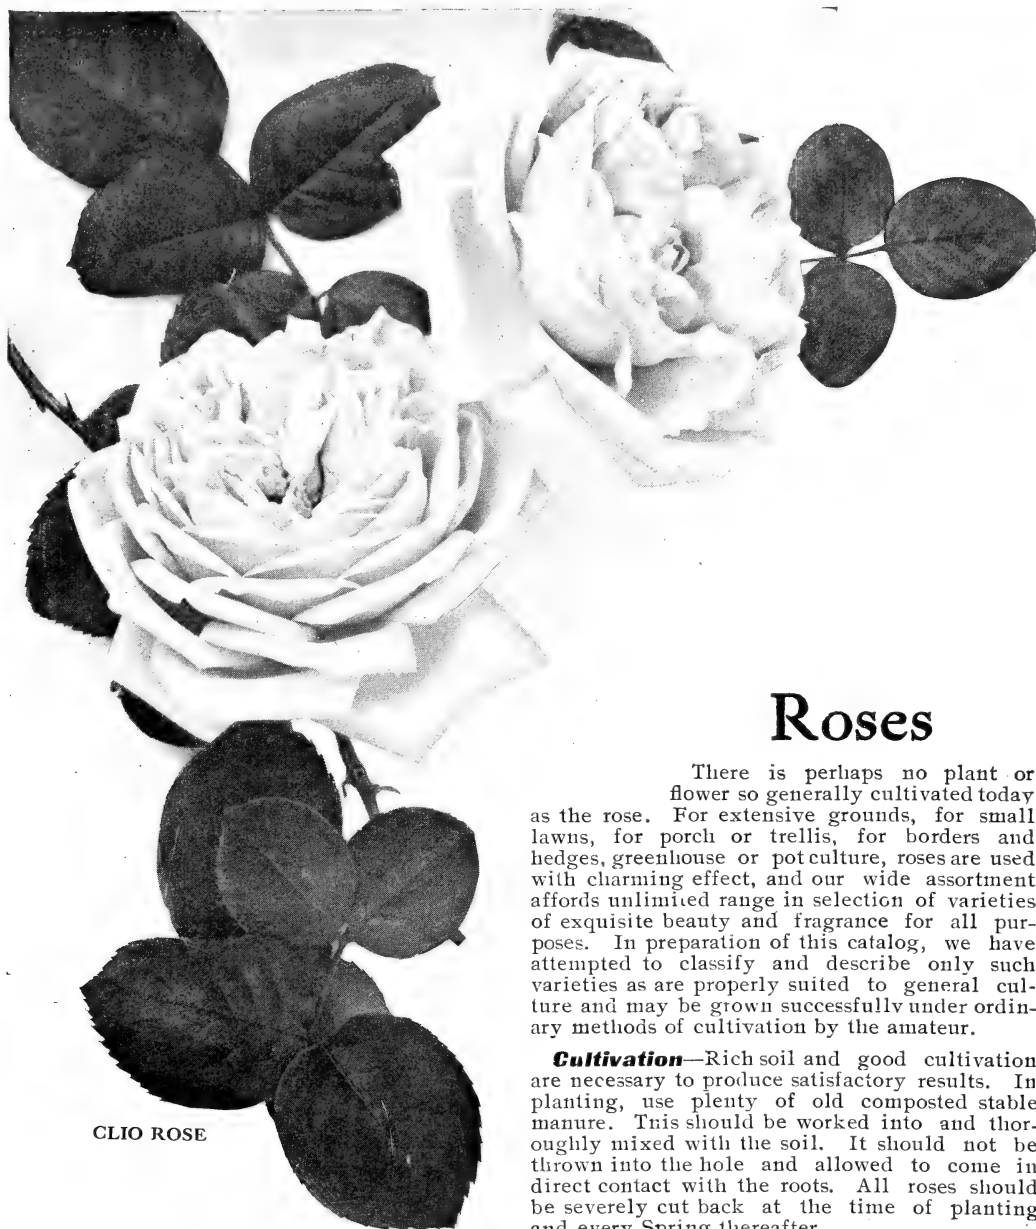 Roses
There is perhaps no plant or
flower so generally cultivated today
as the rose. For extensive grounds, for small
lawns, for porch or trellis, for borders and
hedges, greenhouse or pot culture, roses are used
with charming effect, and our wide assortment
affords unlimited range in selection of varieties
of exquisite beauty and fragrance for all pur-
poses. In preparation of this catalog, we have
attempted to classify and describe only such
varieties as are properly suited to general cul-
ture and may be grown successfully under ordin-
ary methods of cultivation by the amateur.
Cultivation—Rich soil and good cultivation
are necessary to produce satisfactory results. In
planting, use plenty of old composted stable
manure. This should be worked into and thor-
oughly mixed with the soil. It should not be
thrown into the hole and allowed to come in
direct contact with the roots. All roses should
be severely cut back at the time of planting
and every Spring thereafter.
CLIO ROSE